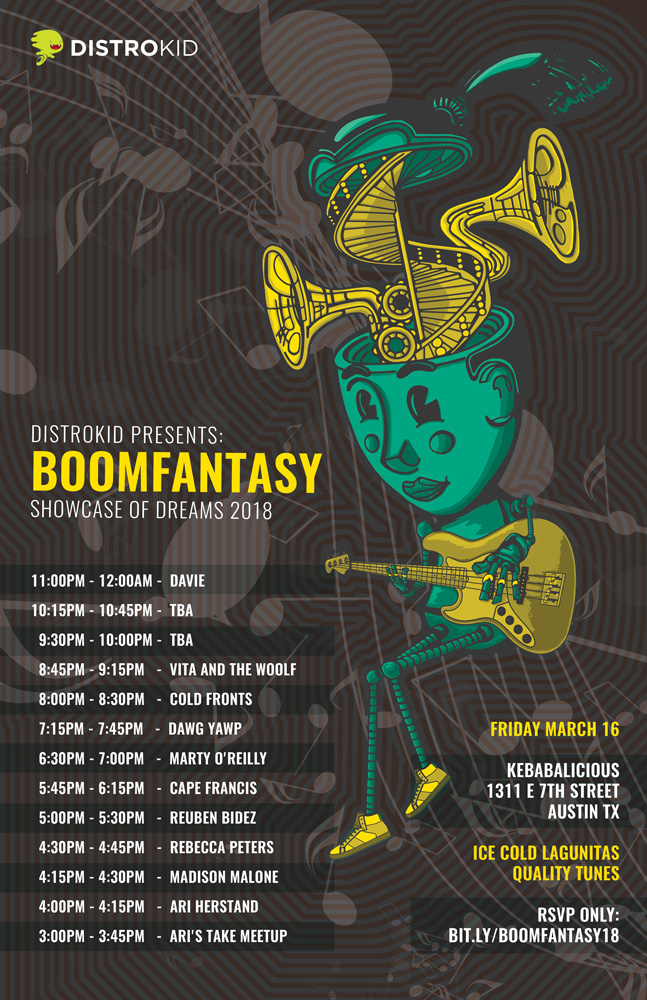 DISTROKID
DISTROKID PRESENTS:
BOOMFANTASY
SHOWCASE OF DREAMS 2018
11:00PM - 12:00AM - DAVIE
10:15PM - 10:45PM - TBA
9:30PM - 10:00PM - TBA
8:45PM - 9:15PM - VITA AND THE WOOLF
8:00PM - 8:30PM - COLD FRONTS
7:15PM - 7:45PM - DAWG YAWP
6:30PM - 7:00PM - MARTY O'REILLY
5:45PM - 6:15PM - CAPE FRANCIS
5:00PM - 5:30PM - REUBEN BIDEZ
4:30PM - 4:45PM - REBECCA PETERS
4:15PM - 4:30PM - MADISON MALONE
4:00PM - 4:15PM - ARI HERSTAND
3:00PM - 3:45PM - ARI'S TAKE MEETUP
FRIDAY MARCH 16
KEBABALICIOUS
1311 E 7TH STREET
AUSTIN TX
ICE COLD LAGUNITAS
QUALITY TUNES
RSVP ONLY:
BIT.LY/BOOMFANTASY18